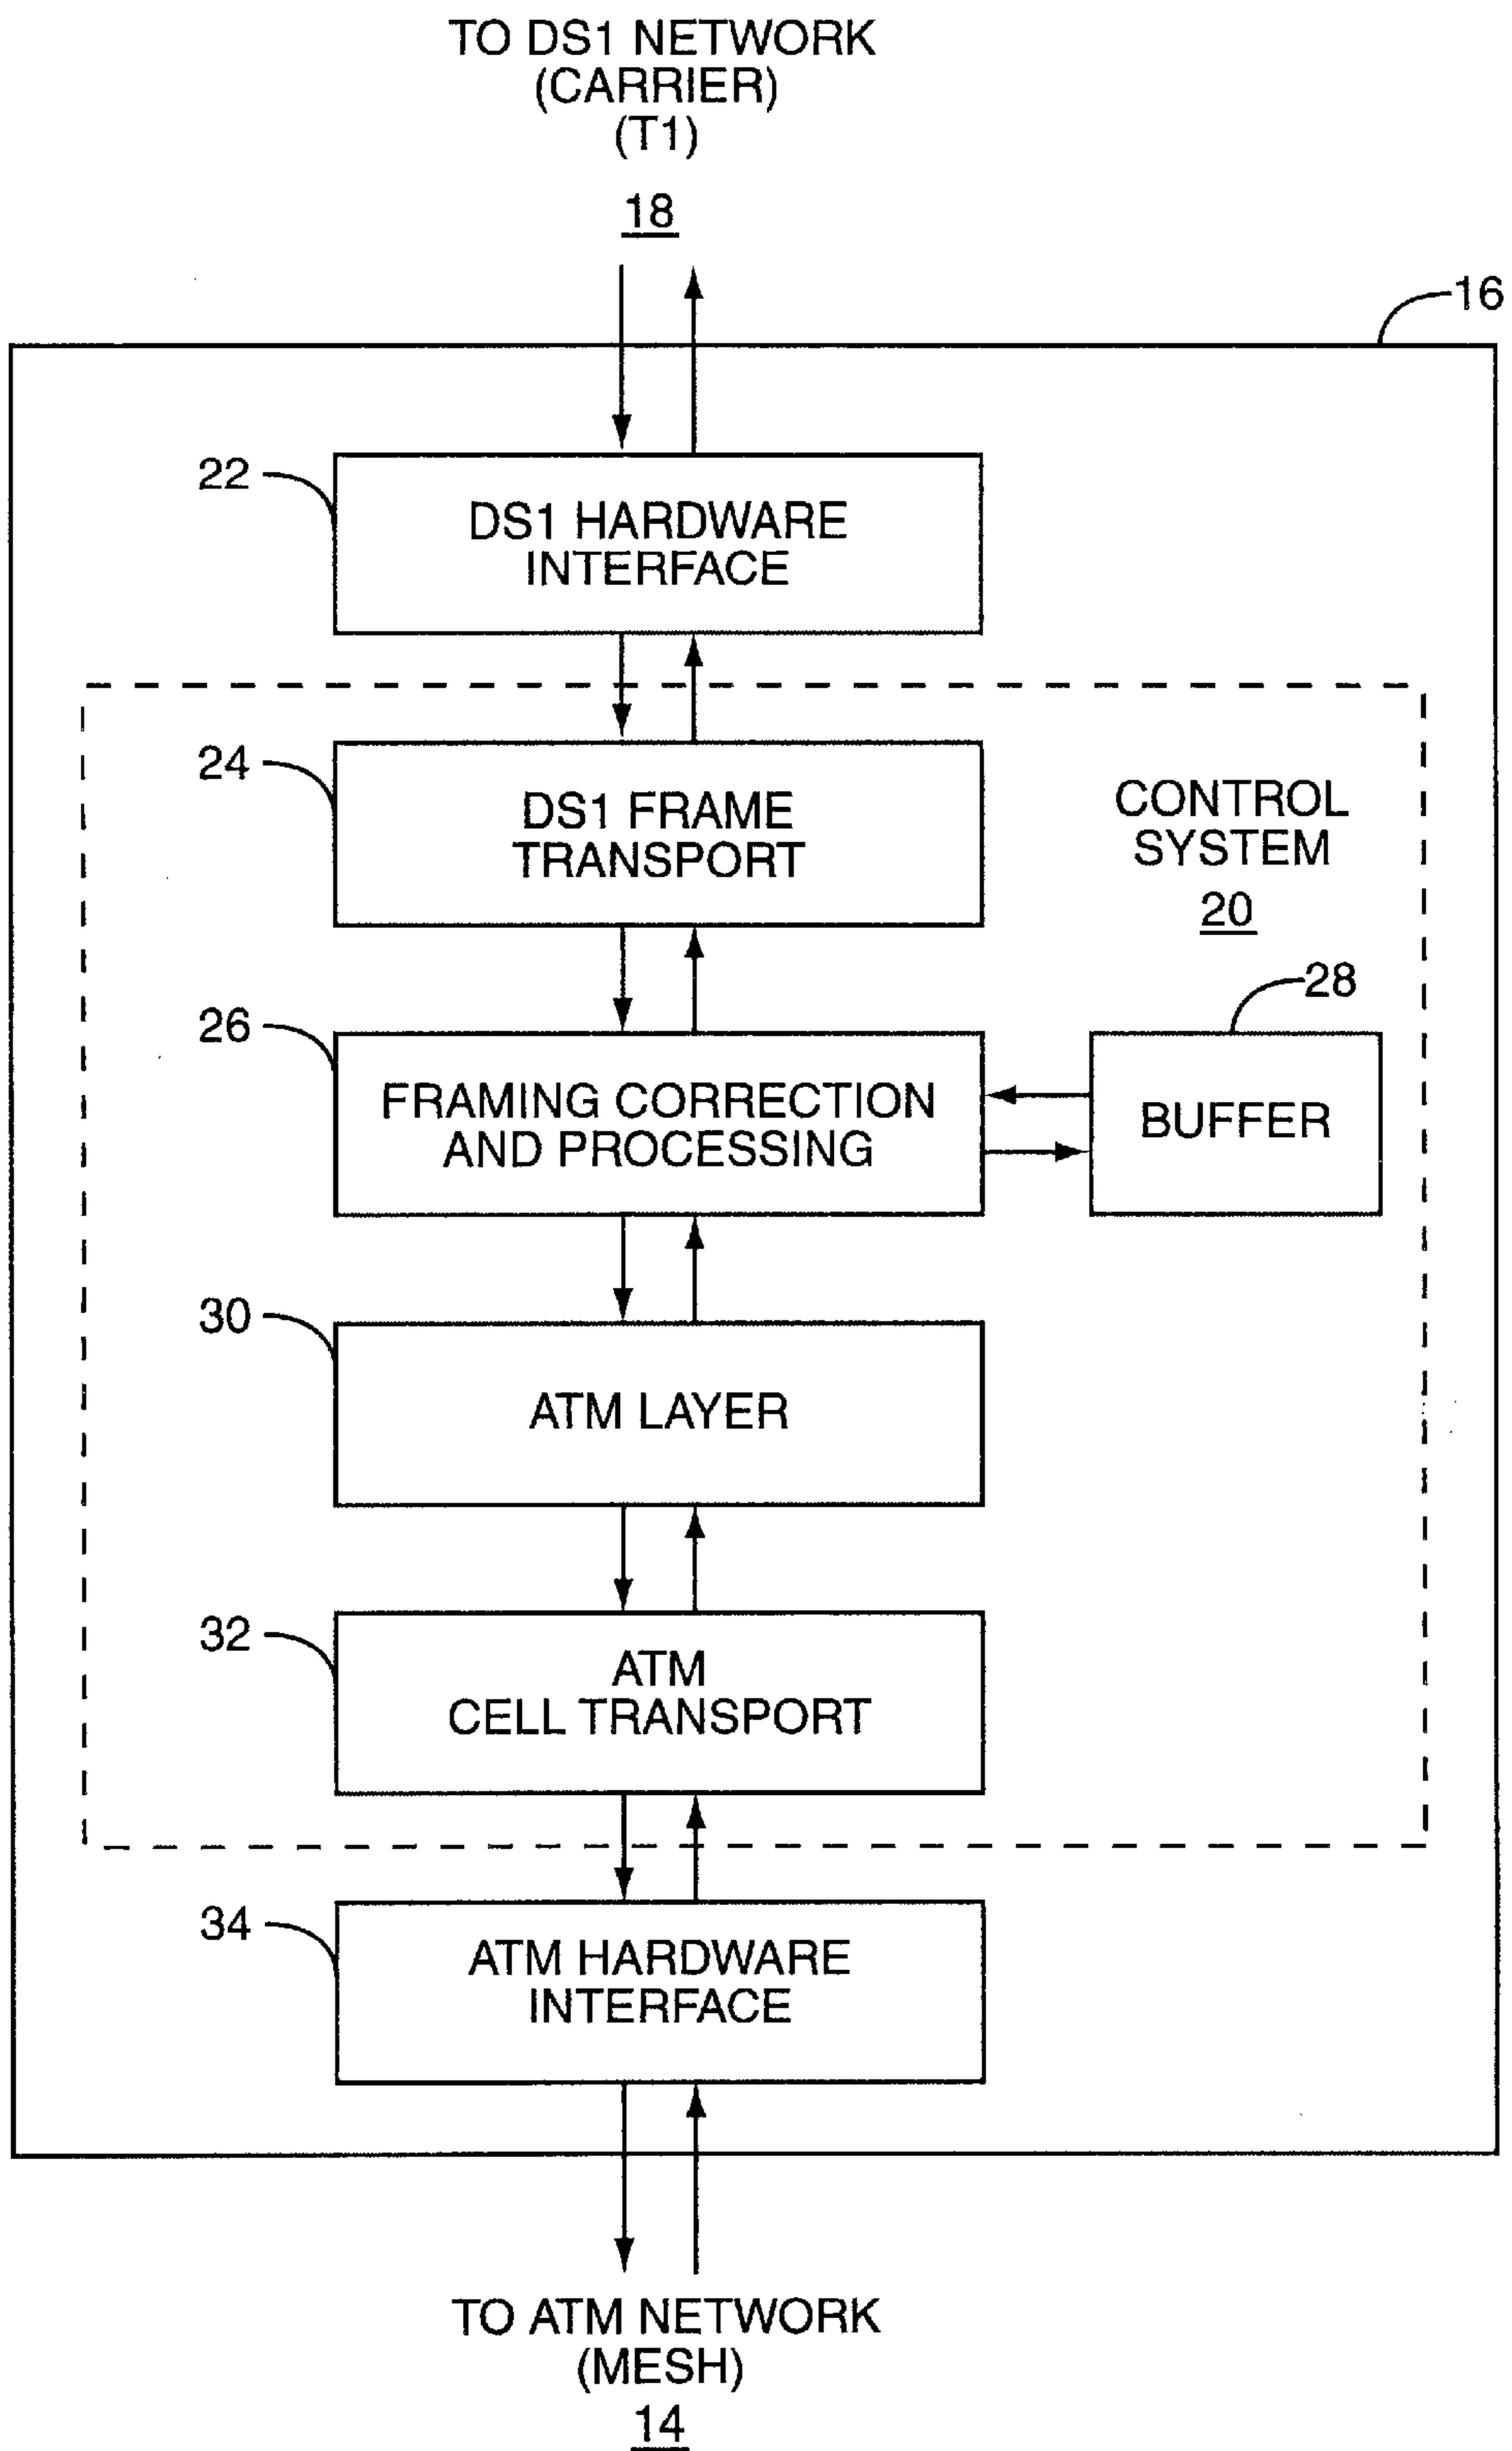 TO DS1 NETWORK
(CARRIER)
(T1)
18
16
22
DS1 HARDWARE
INTERFACE
24
DS1 FRAME
TRANSPORT
CONTROL
SYSTEM
20
26
FRAMING CORRECTION
AND PROCESSING
28
BUFFER
30
ATM LAYER
32
ATM
CELL TRANSPORT
34
ATM HARDWARE
INTERFACE
TO ATM NETWORK
(MESH)
14